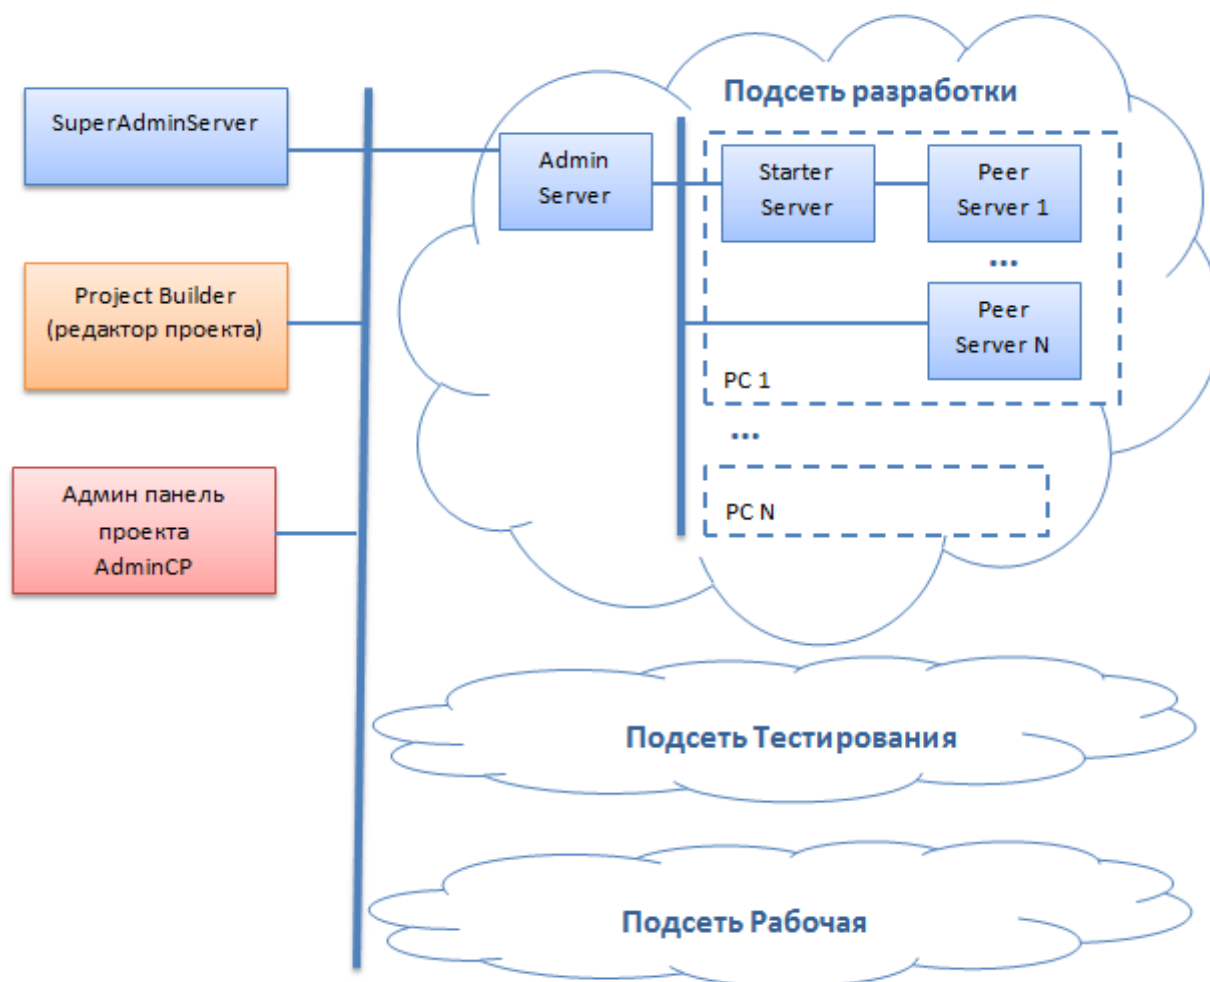 SuperAdminServer
Project Builder
(редактор проекта)
Админ панель
проекта
AdminCP
Подсеть разработки
Admin
Server
Starter
Server
Peer
Server 1
...
Peer
Server N
PC 1
...
PC N
Подсеть Тестирования
Подсеть Рабочая